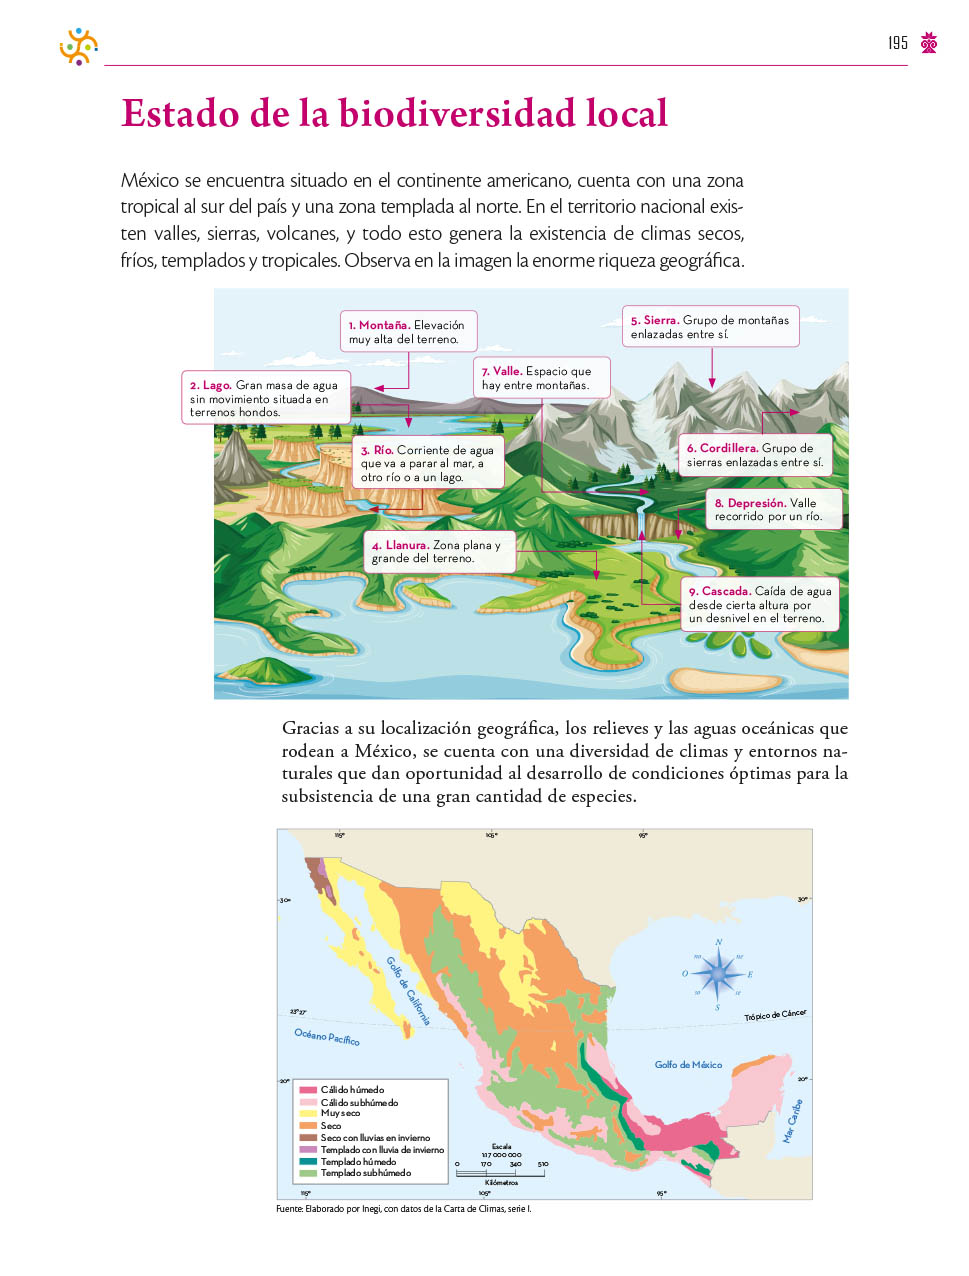 195
Estado de la biodiversidad local
México se encuentra situado en el continente americano, cuenta con una zona
tropical al sur del país y una zona templada al norte. En el territorio nacional exis-
ten valles, sierras, volcanes, y todo esto genera la existencia de climas secos,
fríos, templados y tropicales. Observa en la imagen la enorme riqueza geográfica.
1. Montaña. Elevación
muy alta del terreno.
5. Sierra. Grupo de montañas
enlazadas entre sí.
7. Valle. Espacio que
hay entre montañas.
2. Lago. Gran masa de agua
sin movimiento situada en
terrenos hondos.
3. Río. Corriente de agua
que va a parar al mar, a
otro río o a un lago.
6. Cordillera. Grupo de
sierras enlazadas entre sí.
8. Depresión. Valle
recorrido por un río.
4. Llanura. Zona plana y
grande del terreno.
9. Cascada. Caída de agua
desde cierta altura por
un desnivel en el terreno.
Gracias a su localización geográfica, los relieves y las aguas oceánicas que
rodean a México, se cuenta con una diversidad de climas y entornos na-
turales que dan oportunidad al desarrollo de condiciones óptimas para la
subsistencia de una gran cantidad de especies.
115°
105°
95°
30°
30°
N
no
ne
O
E
so
se
S
Golfo de California
23°27'
Trópico de Cáncer
Océano Pacífico
Golfo de México
20°
20°
Mar Caribe
Cálido húmedo
Cálido subhúmedo
Muy seco
Seco
Seco con lluvias en invierno
Templado con lluvia de invierno
Templado húmedo
Templado subhúmedo
Escala
1:17 000 000
0 170 340 510
Kilómetros
115°
105°
95°
Fuente: Elaborado por Inegi, con datos de la Carta de Climas, serie I.